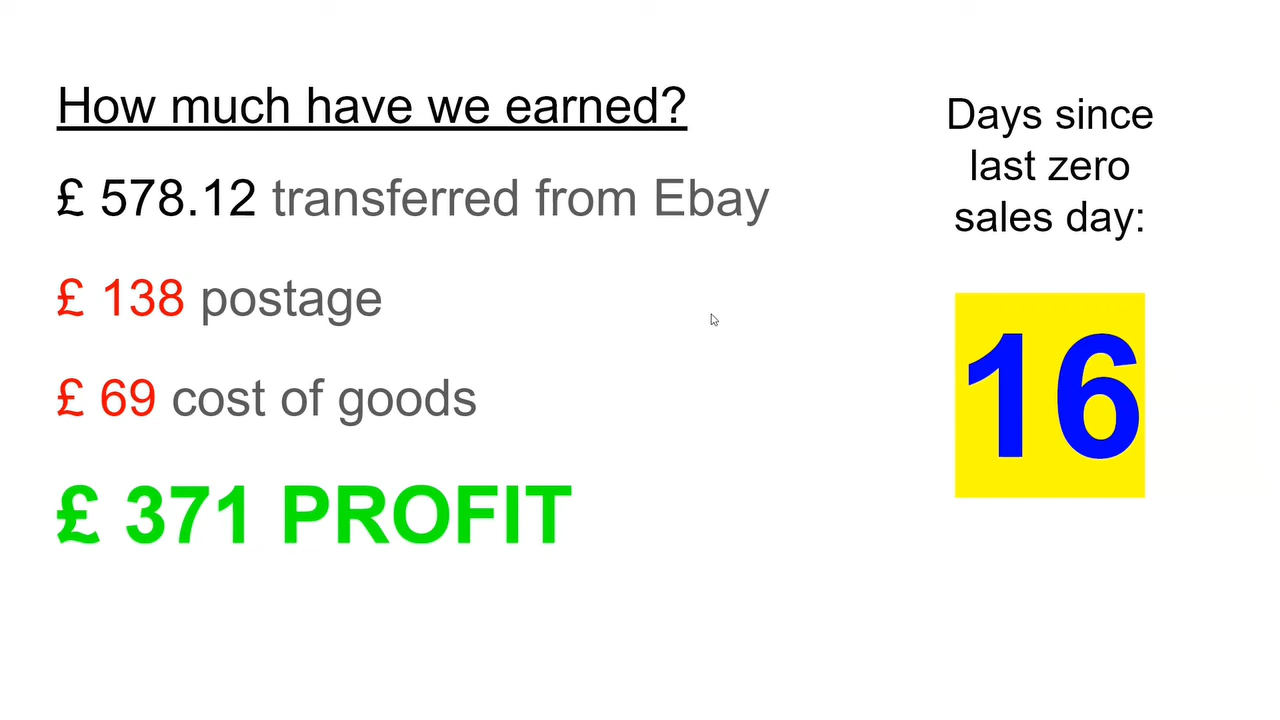 How much have we earned?
£ 578.12 transferred from Ebay
£ 138 postage
£ 69 cost of goods
£ 371 PROFIT
Days since
last zero
sales day:
16